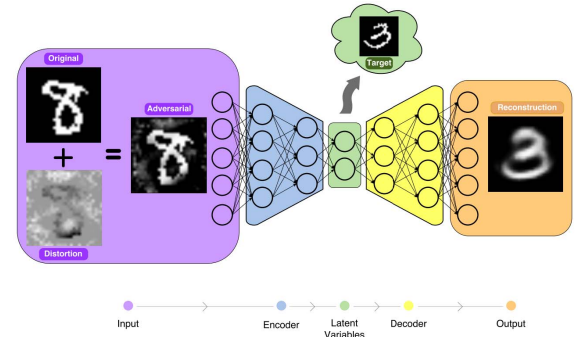 Original
Adversarial
+
=
Distortion
Target
Reconstruction
Input
Encoder
Latent
Variables
Decoder
Output